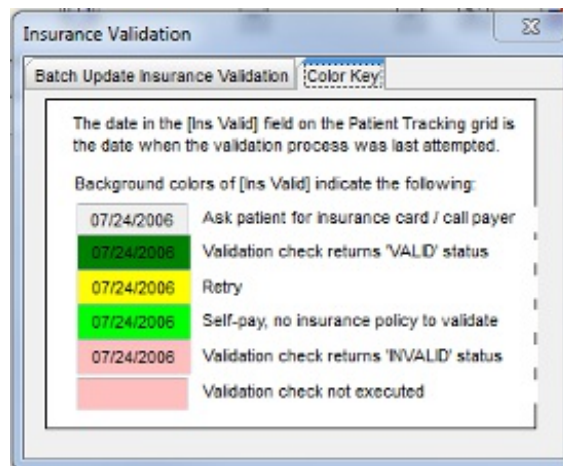 Insurance Validation
Batch Update Insurance Validation Color Key
The date in the [Ins Valid] field on the Patient Tracking grid is
the date when the validation process was last attempted.
Background colors of [Ins Valid] indicate the following:
07/24/2006 Ask patient for insurance card / call payer
07/24/2006 Validation check returns 'VALID' status
07/24/2006 Retry
07/24/2006 Self-pay, no insurance policy to validate
07/24/2006 Validation check returns 'INVALID' status
Validation check not executed